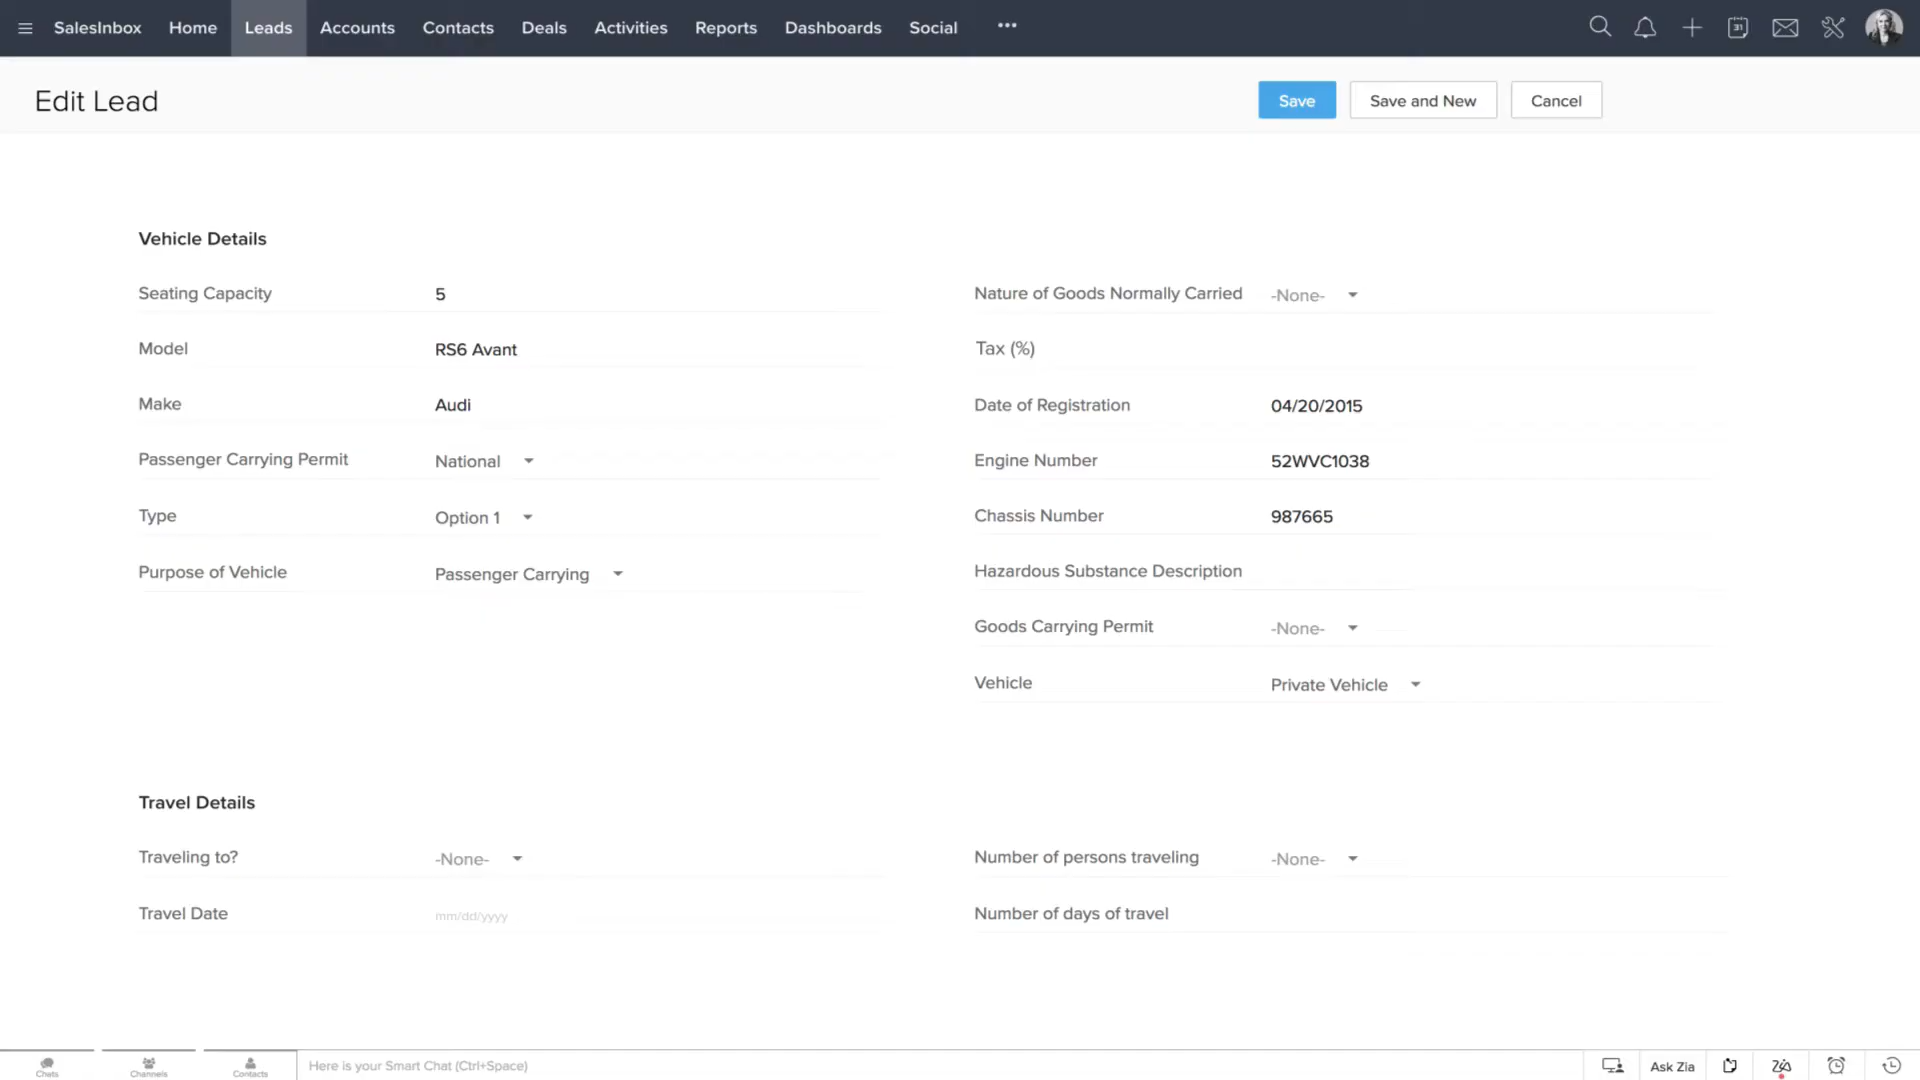 SalesInbox Home Leads Accounts Contacts Deals Activities Reports Dashboards Social ••• 31
Edit Lead Save Save and New Cancel
Vehicle Details
Seating Capacity 5 Nature of Goods Normally Carried -None-
Model RS6 Avant Tax (%)
Make Audi Date of Registration 04/20/2015
Passenger Carrying Permit National Engine Number 52WVC1038
Type Option 1 Chassis Number 987665
Purpose of Vehicle Passenger Carrying Hazardous Substance Description
Goods Carrying Permit -None-
Vehicle Private Vehicle
Travel Details
Traveling to? -None- Number of persons traveling -None-
Travel Date mm/dd/yyyy Number of days of travel
Chats Channels Contacts Here is your Smart Chat (Ctrl+Space) Ask Zia